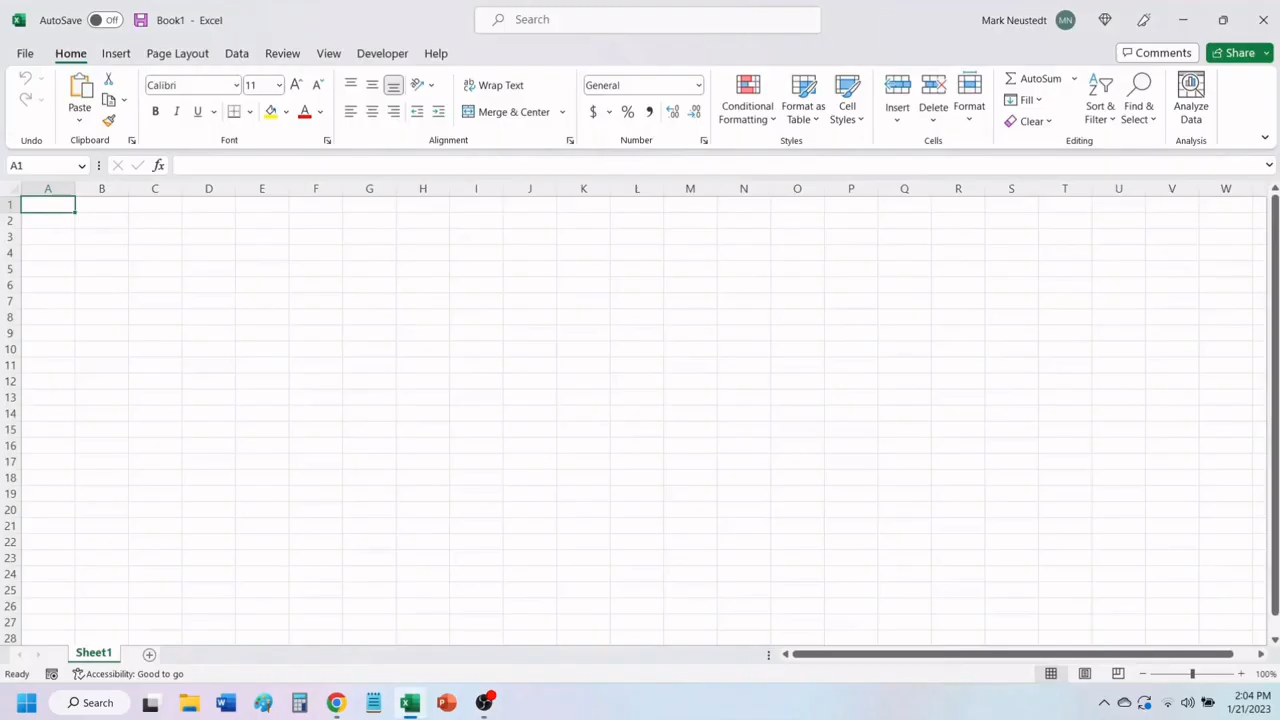 AutoSave Off Book1 - Excel Search Mark Neustedt MN
File Home Insert Page Layout Data Review View Developer Help Comments Share
Undo
Paste
Clipboard
Calibri 11
B I U A
Font
Wrap Text
Merge & Center
Alignment
General
$ % ,
Number
Conditional Formatting
Format as Table
Cell Styles
Styles
Insert
Delete
Format
Cells
AutoSum
Fill
Clear
Sort & Filter
Find & Select
Editing
Analyze Data
Analysis
A1 fx
A B C D E F G H I J K L M N O P Q R S T U V W
1
2
3
4
5
6
7
8
9
10
11
12
13
14
15
16
17
18
19
20
21
22
23
24
25
26
27
28
Sheet1
Ready Accessibility: Good to go 100%
Search 2:04 PM
1/21/2023